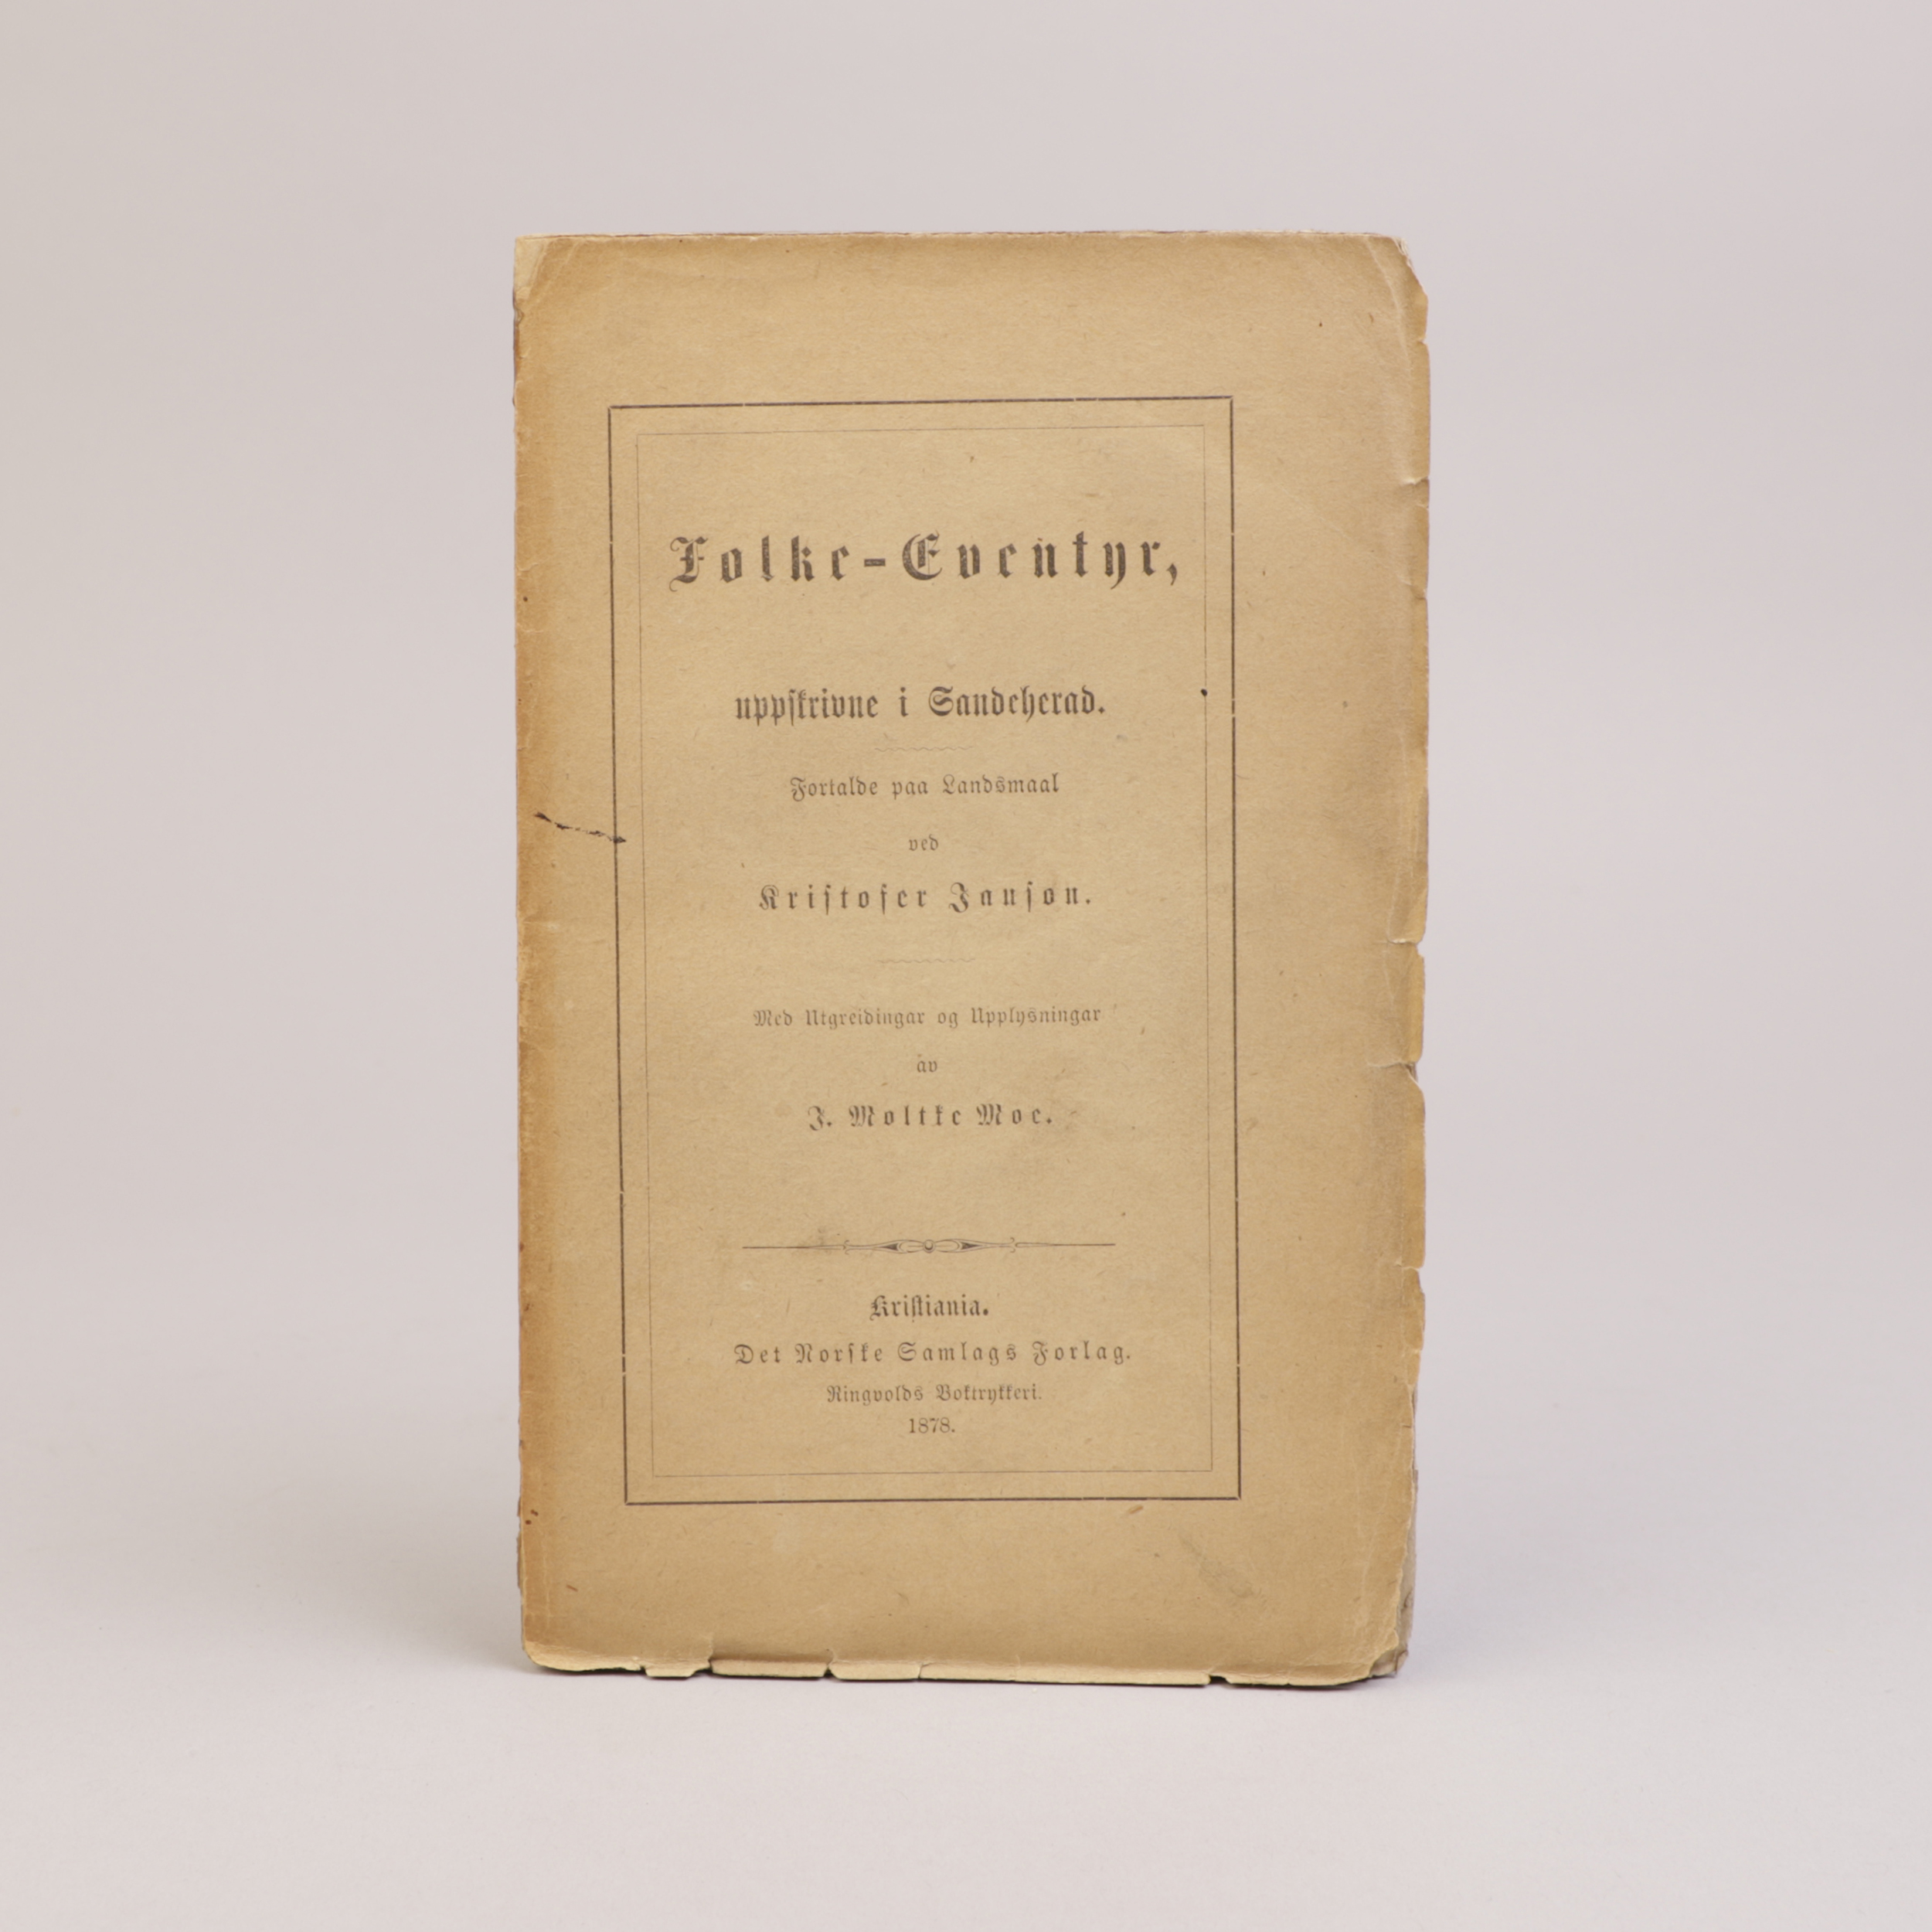 Folke-Eventyr,
uppskrivne i Sandeherad.
Fortalde paa Landsmaal
ved
Kristofer Janson.
Med Utgreidingar og Upplysningar
av
J. Moltke Moe.
Kristiania.
Det Norske Samlags Forlag.
Ringvolds Boktrykkeri.
1878.